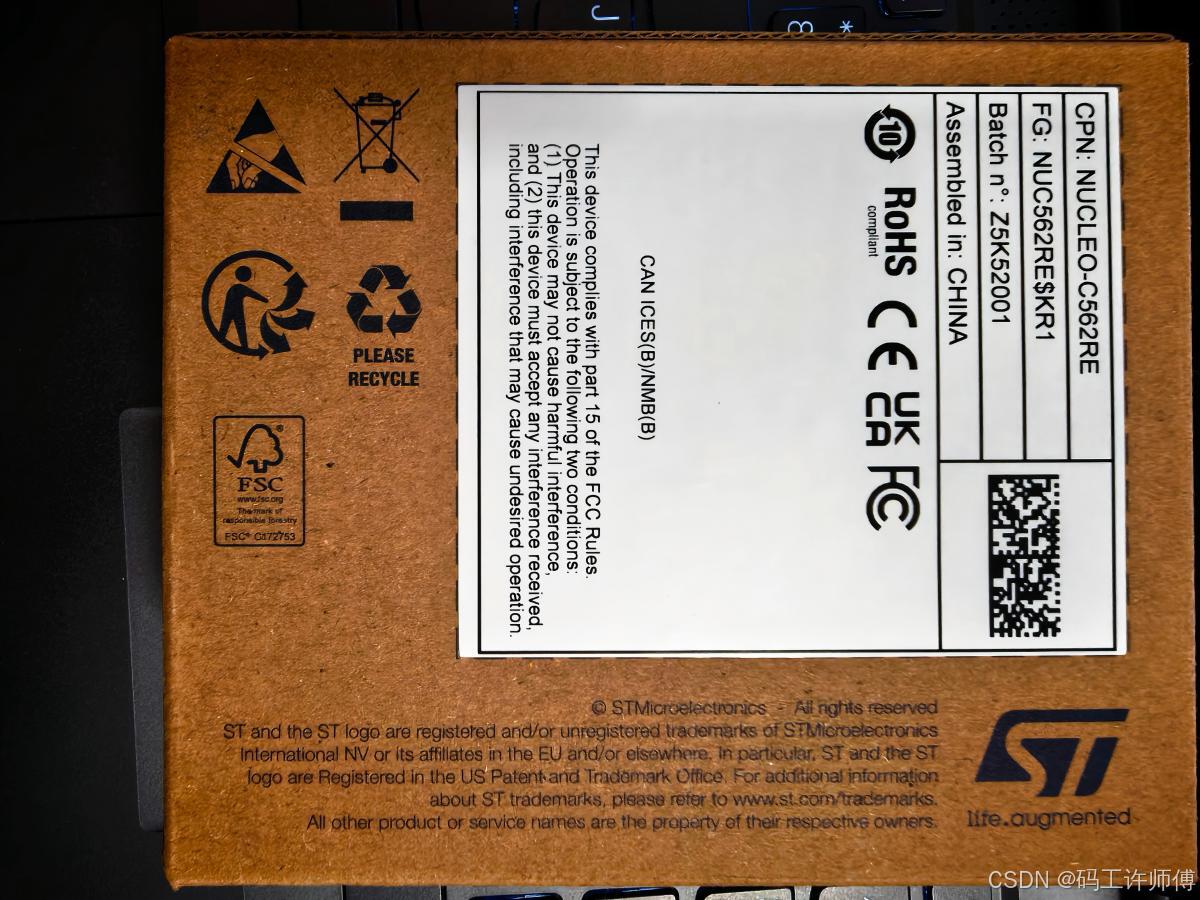 CPN: NUCLEO-C562RE
FG: NUC562RE$KR1
Batch n°: Z5K52001
Assembled in: CHINA
10
RoHS
compliant
CE
UK
CA
FC
CAN ICES(B)/NMB(B)
This device complies with part 15 of the FCC Rules.
Operation is subject to the following two conditions:
(1) This device may not cause harmful interference,
and (2) this device must accept any interference received,
including interference that may cause undesired operation.
PLEASE
RECYCLE
®
FSC
www.fsc.org
The mark of
responsible forestry
FSC® C172753
© STMicroelectronics - All rights reserved
ST and the ST logo are registered and/or unregistered trademarks of STMicroelectronics
International NV or its affiliates in the EU and/or elsewhere. In particular, ST and the ST
logo are Registered in the US Patent and Trademark Office. For additional information
about ST trademarks, please refer to www.st.com/trademarks.
All other product or service names are the property of their respective owners.
ST
life.augmented
J
8
*
CSDN @码工许师傅